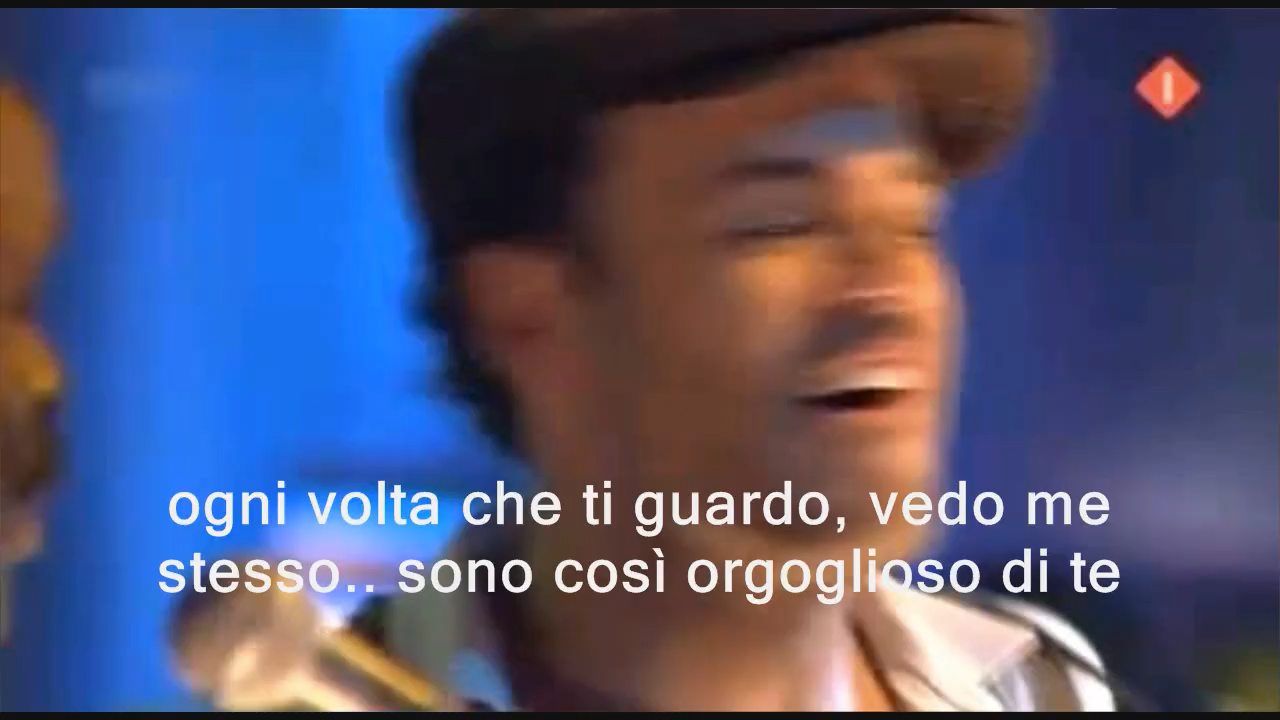 ogni volta che ti guardo, vedo me
stesso.. sono così orgoglioso di te